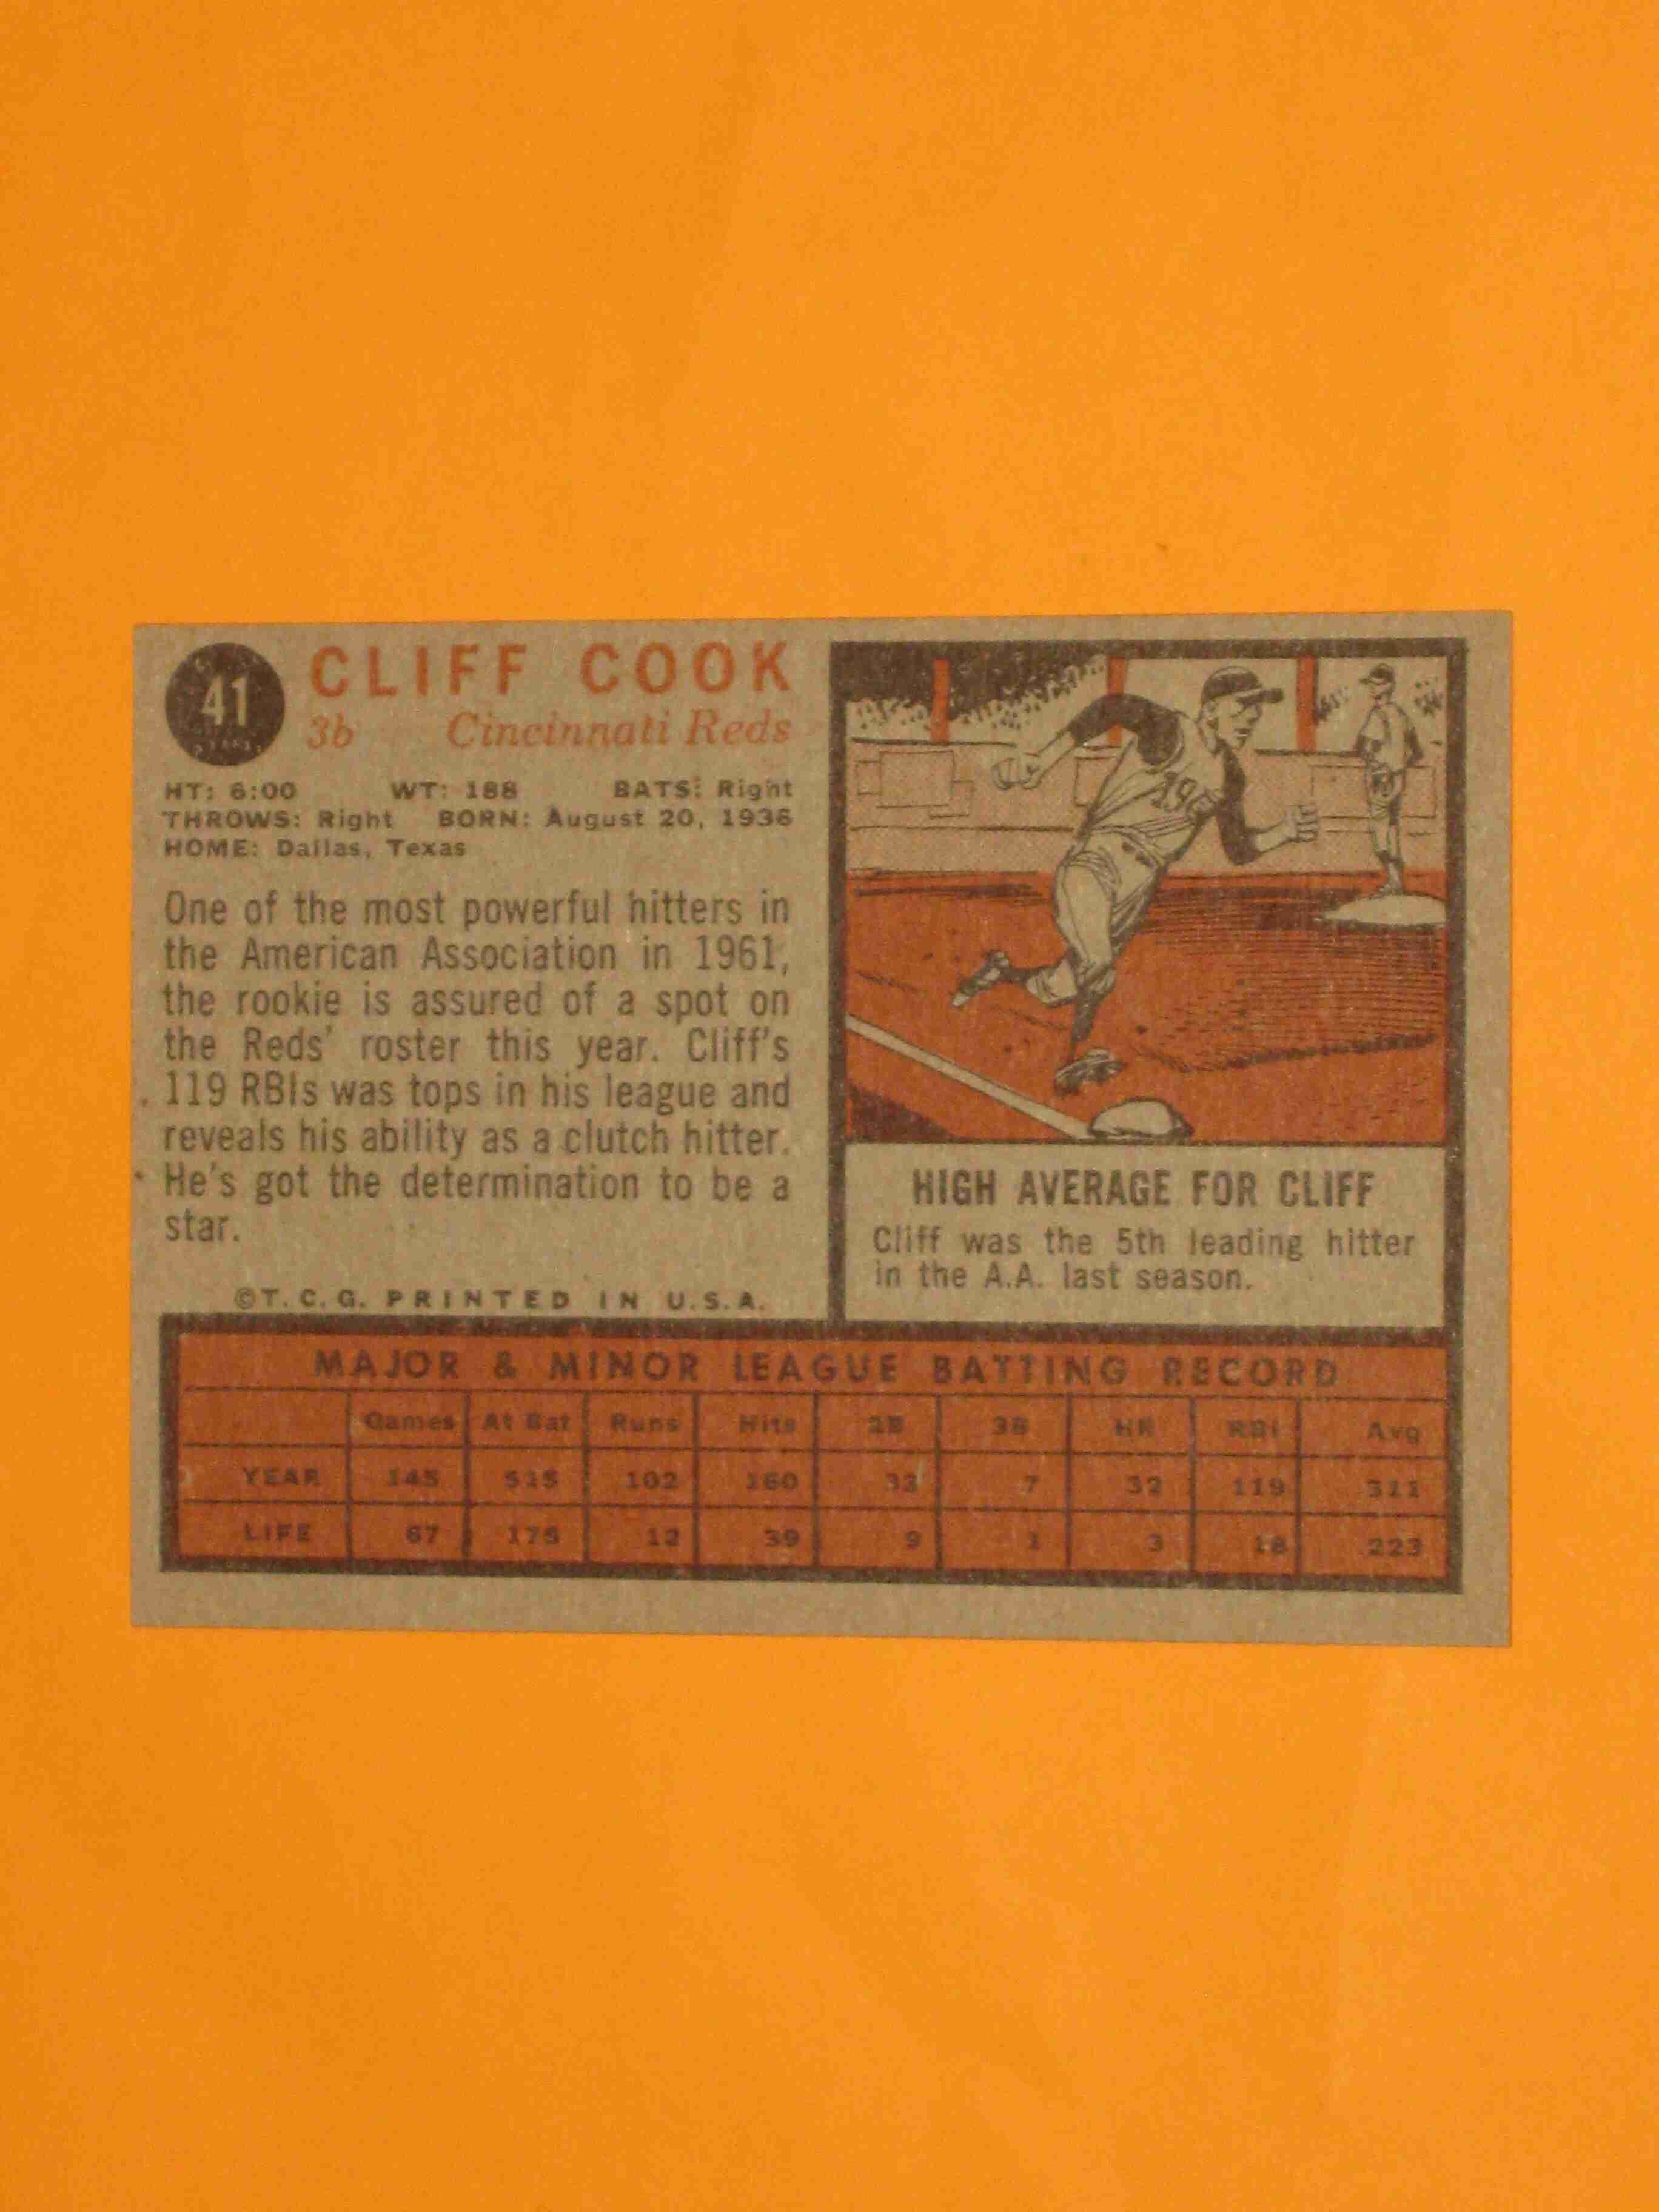 41
CLIFF COOK
3b Cincinnati Reds
HT: 6:00 WT: 188 BATS: Right
THROWS: Right BORN: August 20, 1936
HOME: Dallas, Texas
One of the most powerful hitters in
the American Association in 1961,
the rookie is assured of a spot on
the Reds' roster this year. Cliff's
119 RBIs was tops in his league and
reveals his ability as a clutch hitter.
He's got the determination to be a
star.
©T.C.G. PRINTED IN U.S.A.
19
HIGH AVERAGE FOR CLIFF
Cliff was the 5th leading hitter
in the A.A. last season.
MAJOR & MINOR LEAGUE BATTING RECORD
Games At Bat Runs Hits 2B 3B HR RBI Avg
YEAR 145 515 102 160 33 7 32 119 .311
LIFE 67 175 12 39 9 1 3 18 .223